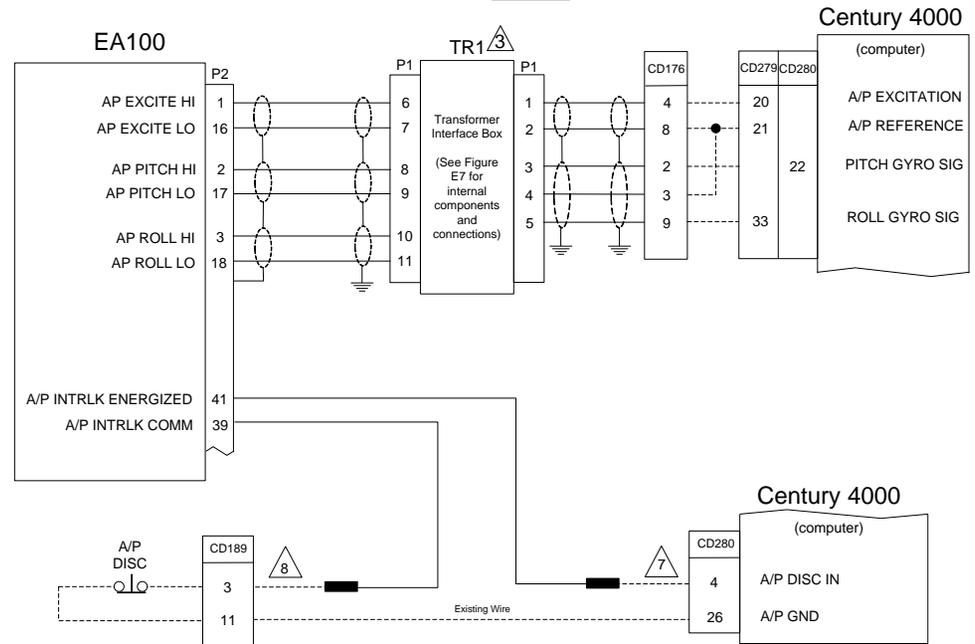 Century 4000
EA100
TR1 3
(computer)
P2
P1
P1
CD176
CD279 CD280
AP EXCITE HI 1 6 1 4 20 A/P EXCITATION
AP EXCITE LO 16 7 2 8 21 A/P REFERENCE
Transformer
Interface Box
(See Figure
E7 for
internal
components
and
connections)
AP PITCH HI 2 8 3 2 22 PITCH GYRO SIG
AP PITCH LO 17 9 4 3
AP ROLL HI 3 10 5 9 33 ROLL GYRO SIG
AP ROLL LO 18 11
A/P INTRLK ENERGIZED 41
A/P INTRLK COMM 39
Century 4000
(computer)
A/P
DISC
CD189
8
CD280
7
3
4 A/P DISC IN
Existing Wire
11
26 A/P GND